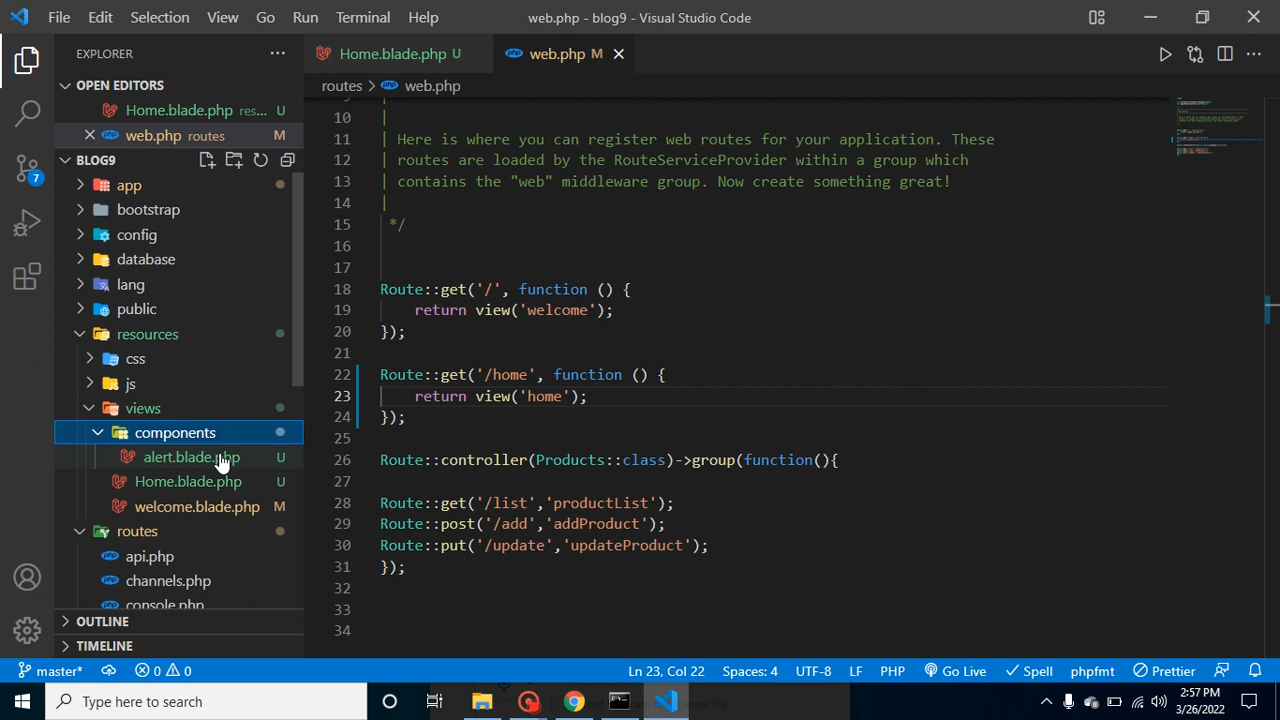 File Edit Selection View Go Run Terminal Help web.php - blog9 - Visual Studio Code
EXPLORER
OPEN EDITORS
Home.blade.php res... U
web.php routes M
BLOG9
app
bootstrap
config
database
lang
public
resources
css
js
views
components
alert.blade.php U
Home.blade.php U
welcome.blade.php M
routes
api.php
channels.php
console.php
OUTLINE
TIMELINE
7
Home.blade.php U web.php M
routes > web.php
10 |
11 | Here is where you can register web routes for your application. These
12 | routes are loaded by the RouteServiceProvider within a group which
13 | contains the "web" middleware group. Now create something great!
14 |
15 */
16
17
18 Route::get('/', function () {
19 return view('welcome');
20 });
21
22 Route::get('/home', function () {
23 return view('home');
24 });
25
26 Route::controller(Products::class)->group(function(){
27
28 Route::get('/list','productList');
29 Route::post('/add','addProduct');
30 Route::put('/update','updateProduct');
31 });
32
33
34
master* 0 0 Ln 23, Col 22 Spaces: 4 UTF-8 LF PHP Go Live Spell phpfmt Prettier
Type here to search
2:57 PM
3/26/2022